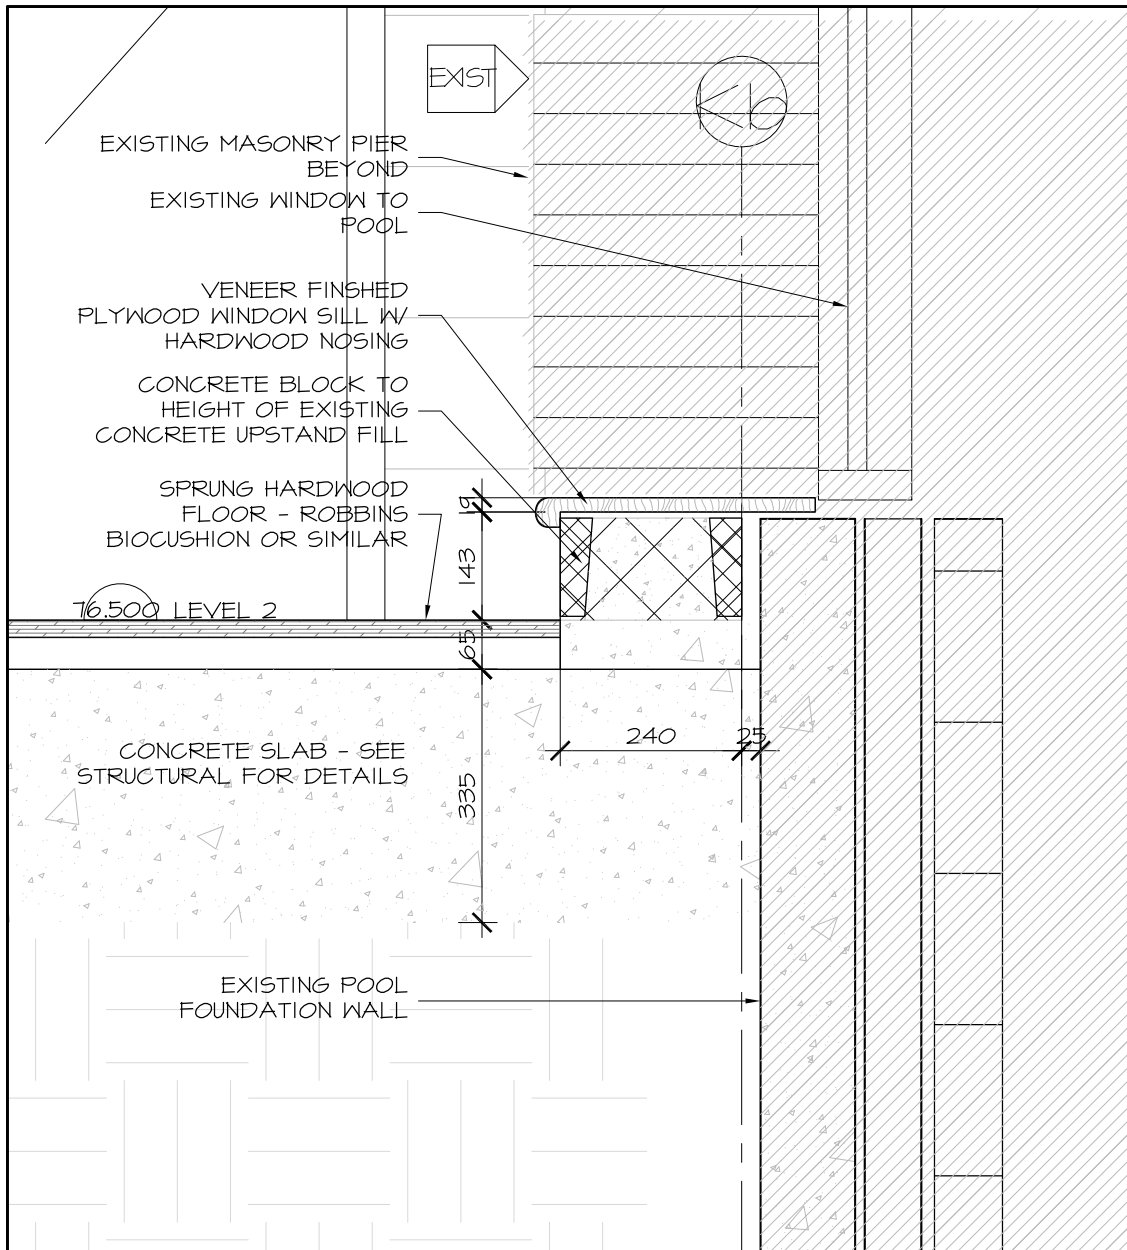 EXIST
Kb
EXISTING MASONRY PIER
BEYOND
EXISTING WINDOW TO
POOL
VENEER FINSHED
PLYWOOD WINDOW SILL W/
HARDWOOD NOSING
CONCRETE BLOCK TO
HEIGHT OF EXISTING
CONCRETE UPSTAND FILL
SPRUNG HARDWOOD
FLOOR - ROBBINS
BIOCUSHION OR SIMILAR
143
76.500 LEVEL 2
65
240
25
CONCRETE SLAB - SEE
STRUCTURAL FOR DETAILS
335
EXISTING POOL
FOUNDATION WALL